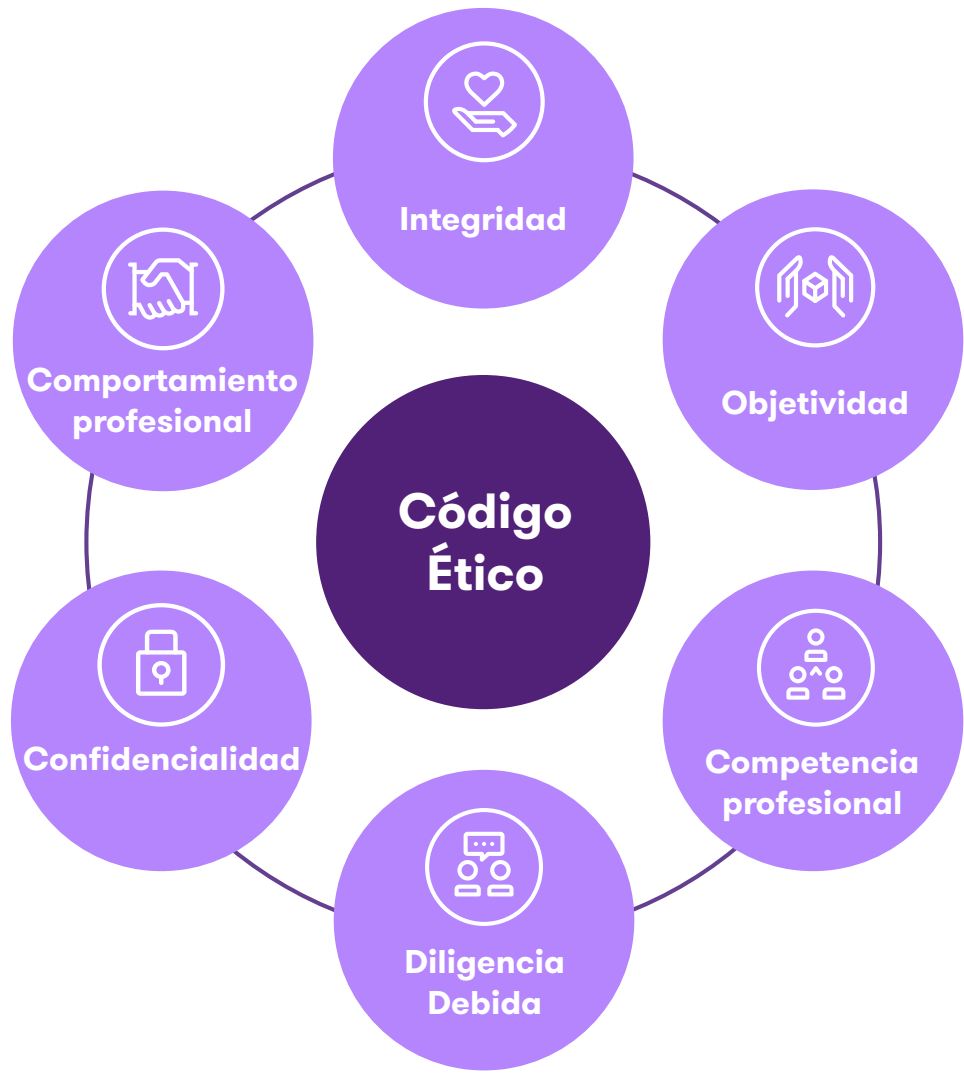 Integridad
Objetividad
Competencia
profesional
Diligencia
Debida
Confidencialidad
Comportamiento
profesional
Código
Ético